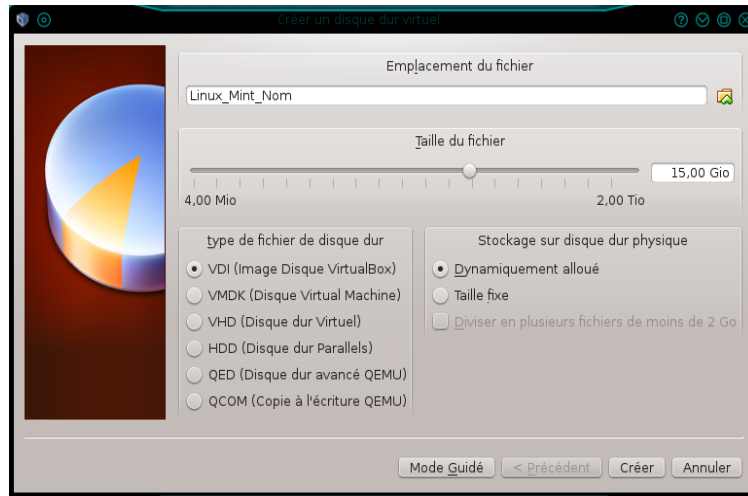 Créer un disque dur virtuel
Emplacement du fichier
Linux_Mint_Nom
Taille du fichier
15,00 Gio
4,00 Mio
2,00 Tio
type de fichier de disque dur
VDI (Image Disque VirtualBox)
VMDK (Disque Virtual Machine)
VHD (Disque dur Virtuel)
HDD (Disque dur Parallels)
QED (Disque dur avancé QEMU)
QCOM (Copie à l'écriture QEMU)
Stockage sur disque dur physique
Dynamiquement alloué
Taille fixe
Diviser en plusieurs fichiers de moins de 2 Go
Mode Guidé
< Précédent
Créer
Annuler